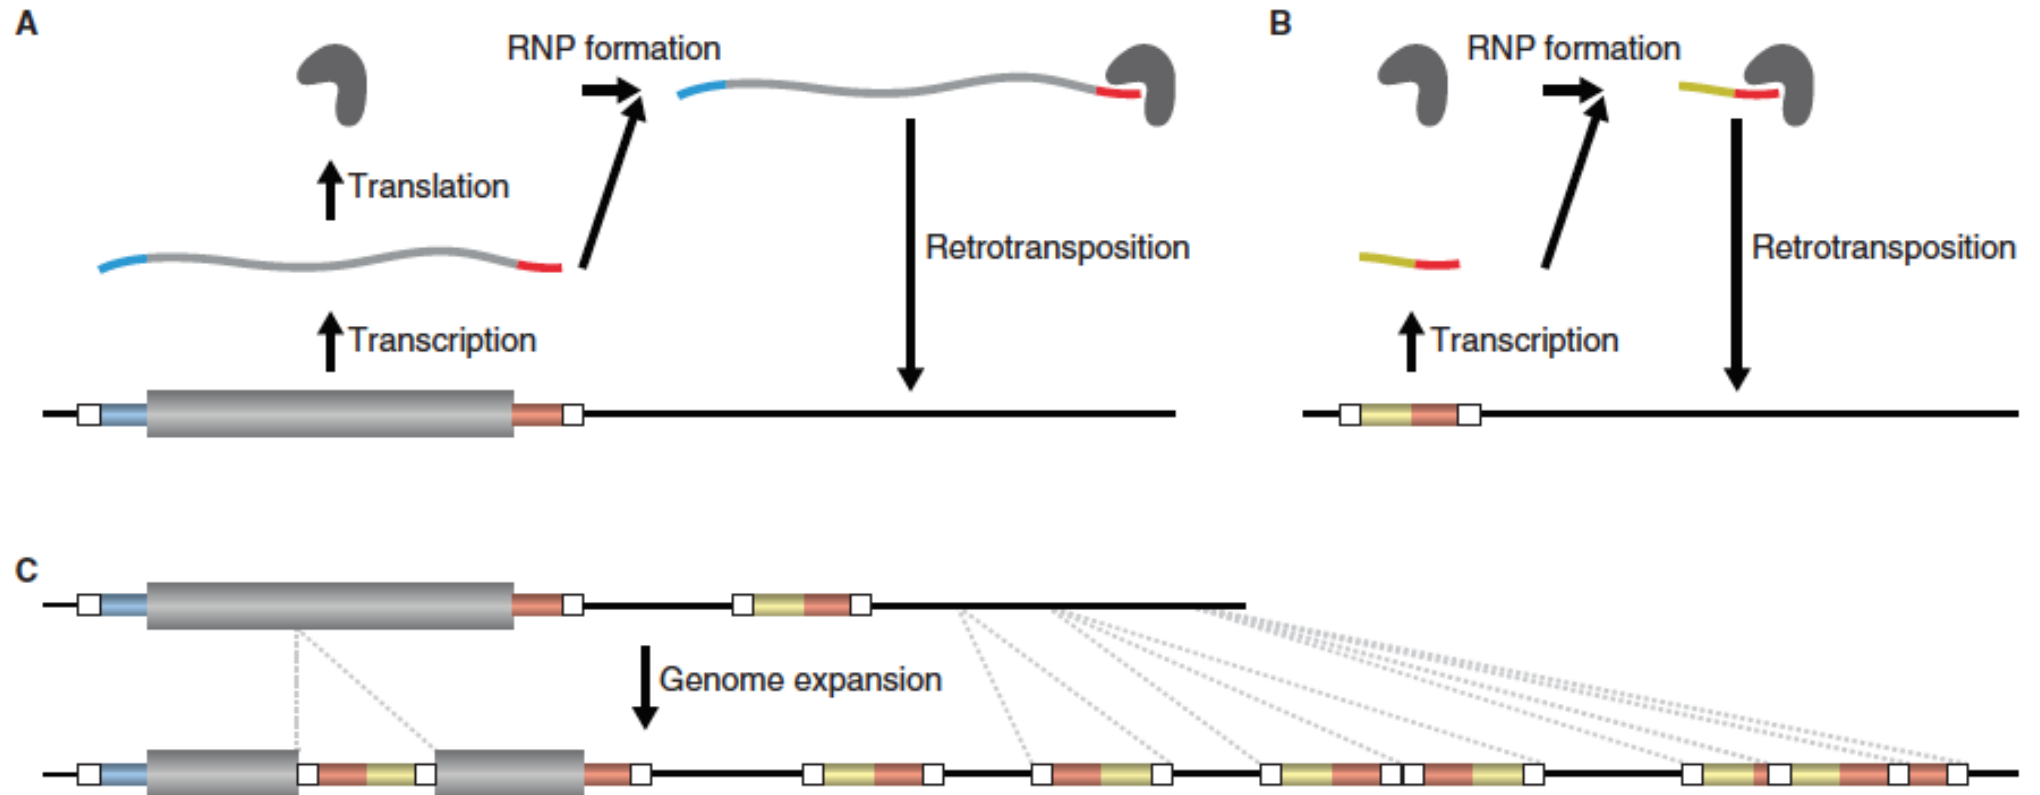 A
RNP formation
Translation
Transcription
Retrotransposition
B
RNP formation
Transcription
Retrotransposition
C
Genome expansion